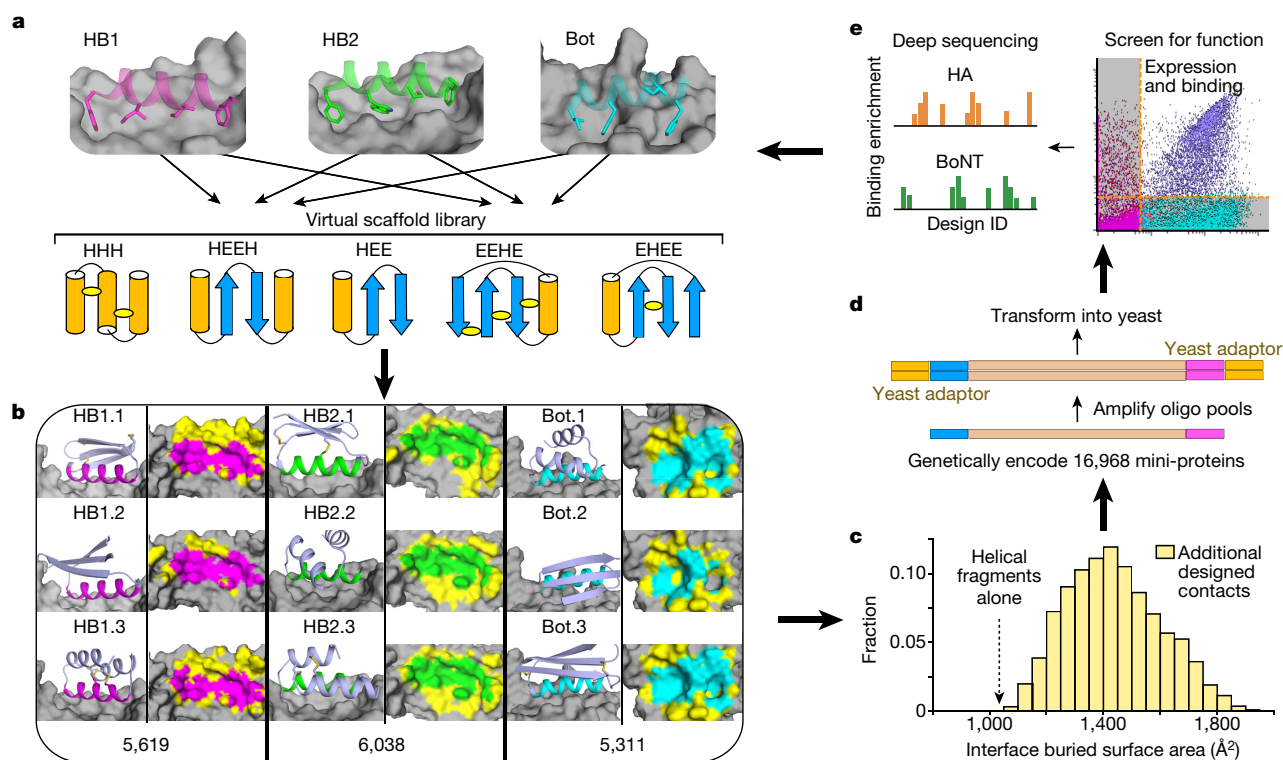 a
HB1
HB2
Bot
Virtual scaffold library
HHH
HEEH
HEE
EEHE
EHEE
b
HB1.1
HB2.1
Bot.1
HB1.2
HB2.2
Bot.2
HB1.3
HB2.3
Bot.3
5,619
6,038
5,311
e
Deep sequencing
Screen for function
HA
Expression
and binding
Binding enrichment
BoNT
Design ID
d
Transform into yeast
Yeast adaptor
Yeast adaptor
Amplify oligo pools
Genetically encode 16,968 mini-proteins
c
Helical
fragments
alone
Additional
designed
contacts
Fraction
0.10
0.05
0
1,000
1,400
1,800
Interface buried surface area (Å²)